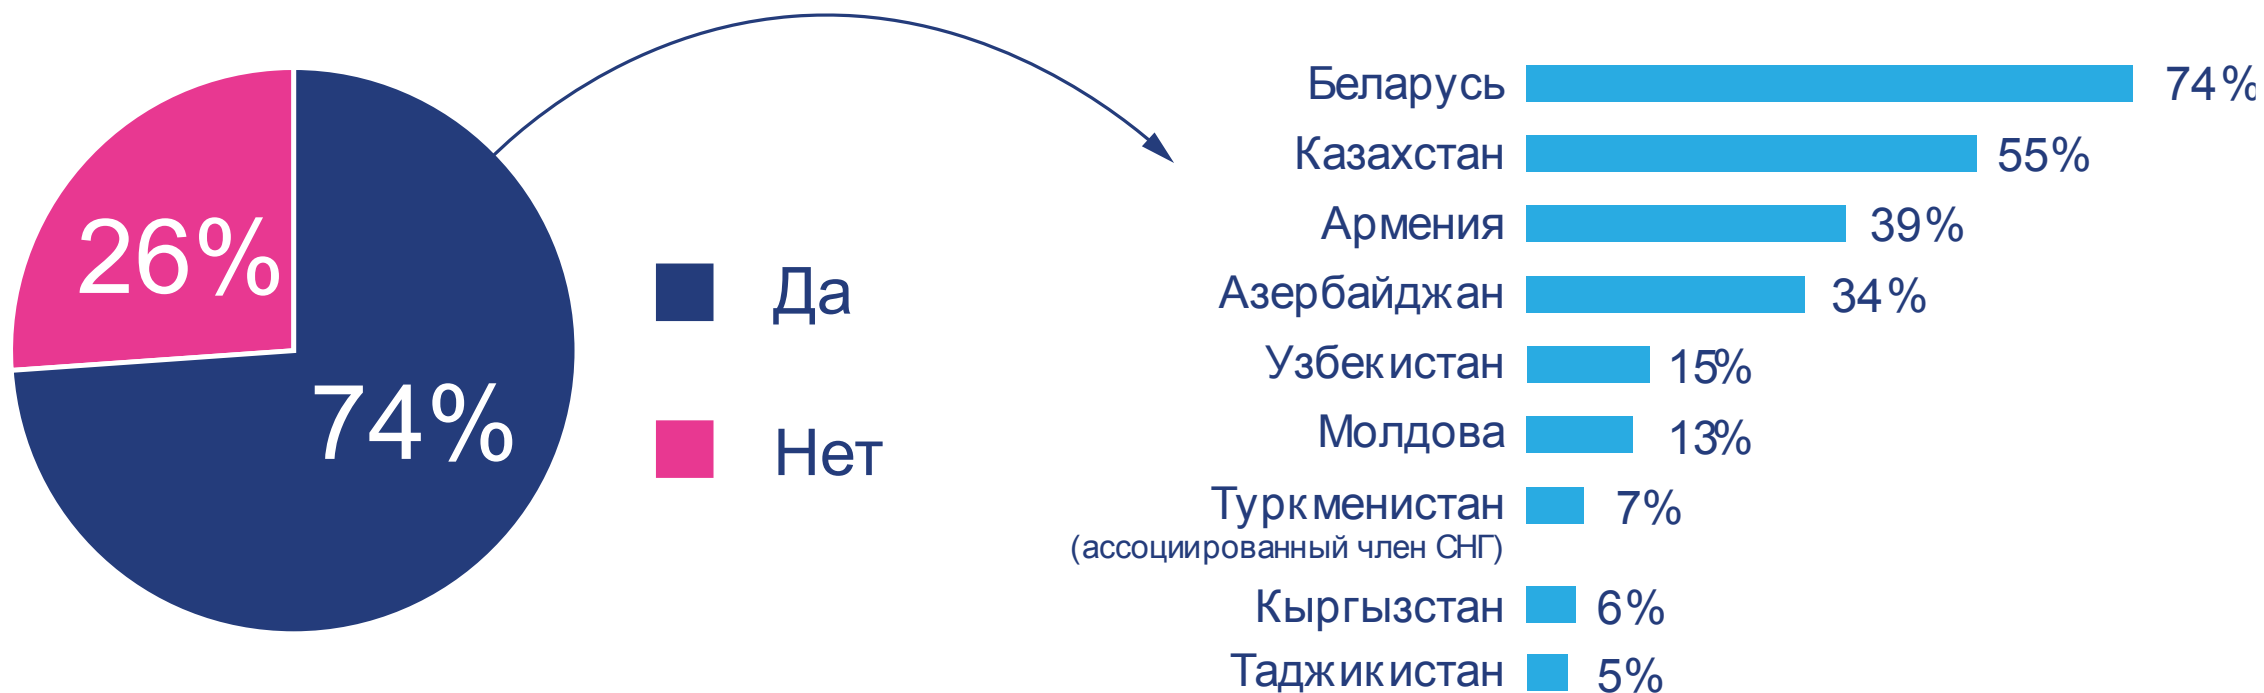 26%
74%
Да
Нет
Беларусь 74%
Казахстан 55%
Армения 39%
Азербайджан 34%
Узбекистан 15%
Молдова 13%
Туркменистан 7%
(ассоциированный член СНГ)
Кыргызстан 6%
Таджикистан 5%